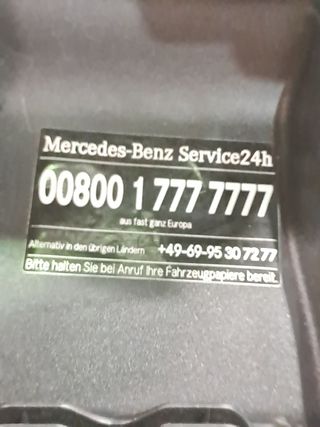 Mercedes-Benz Service24h
00800 1 777 7777
aus fast ganz Europa
Alternativ in den übrigen Ländern +49-69-95 30 72 77
Bitte halten Sie bei Anruf Ihre Fahrzeugpapiere bereit.